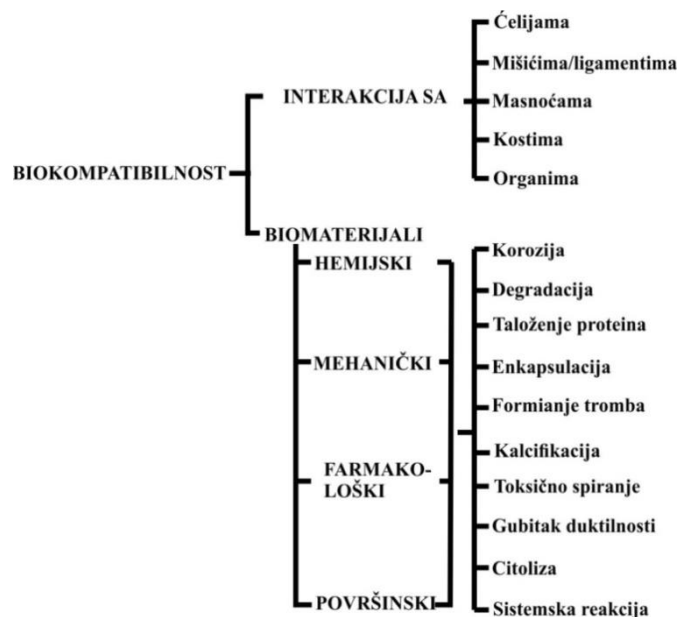 BIOKOMPATIBILNOST
INTERAKCIJA SA
Ćelijama
Mišićima/ligamentima
Masnoćama
Kostima
Organima
BIOMATERIJALI
HEMIJSKI
MEHANIČKI
FARMAKO-
LOŠKI
POVRŠINSKI
Korozija
Degradacija
Taloženje proteina
Enkapsulacija
Formianje tromba
Kalcifikacija
Toksično spiranje
Gubitak duktilnosti
Citoliza
Sistemska reakcija